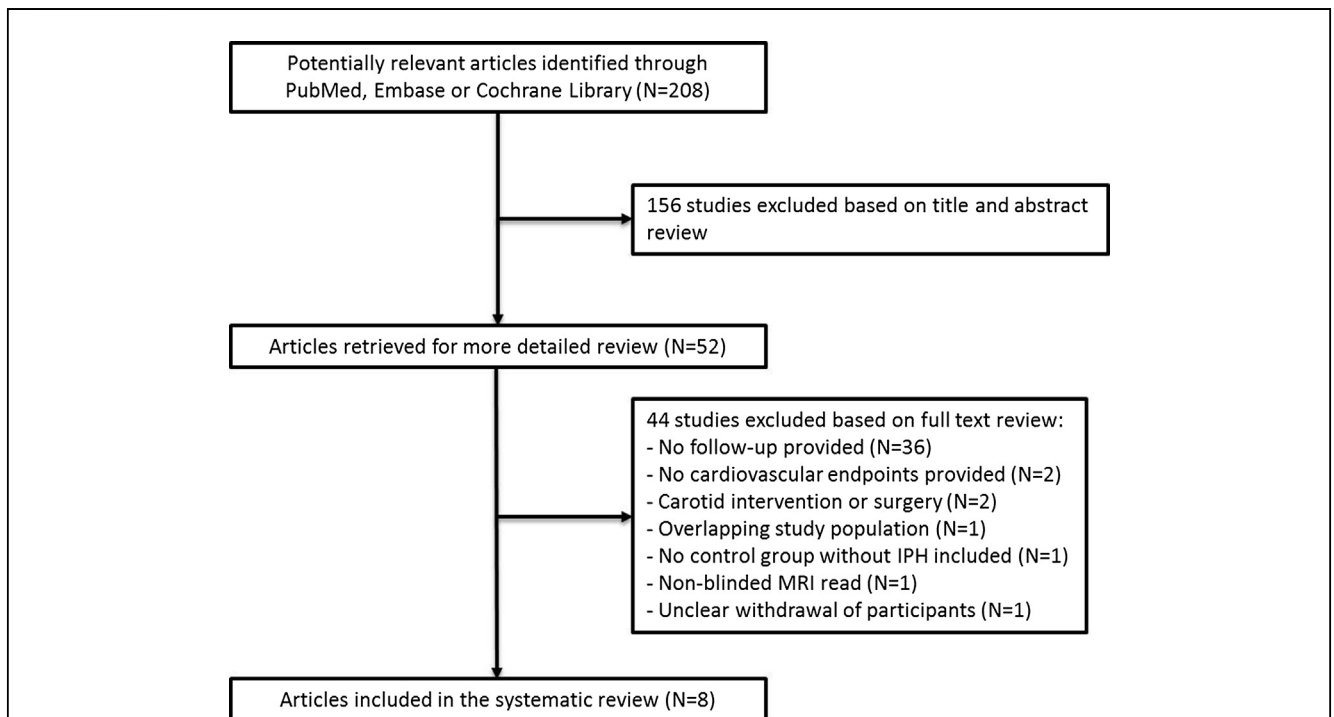 Potentially relevant articles identified through
PubMed, Embase or Cochrane Library (N=208)
156 studies excluded based on title and abstract
review
Articles retrieved for more detailed review (N=52)
44 studies excluded based on full text review:
- No follow-up provided (N=36)
- No cardiovascular endpoints provided (N=2)
- Carotid intervention or surgery (N=2)
- Overlapping study population (N=1)
- No control group without IPH included (N=1)
- Non-blinded MRI read (N=1)
- Unclear withdrawal of participants (N=1)
Articles included in the systematic review (N=8)